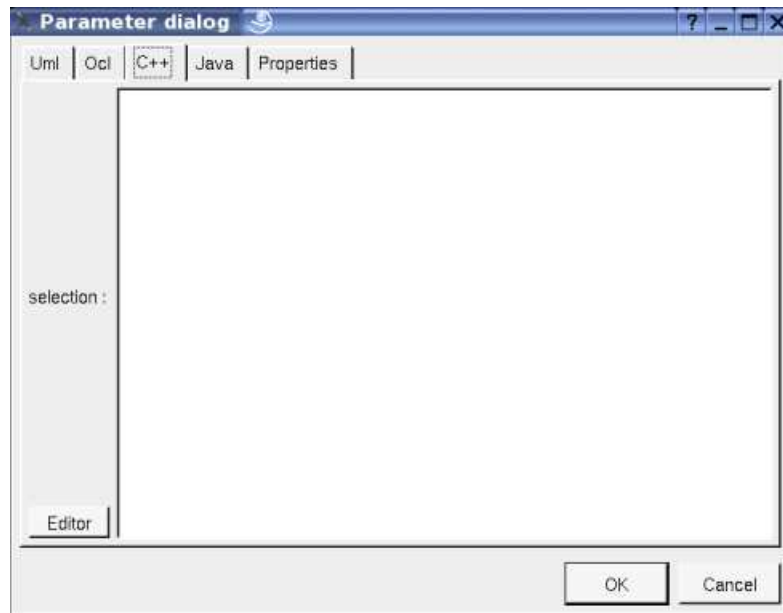 Parameter dialog
Uml Ocl C++ Java Properties
selection :
Editor
OK Cancel